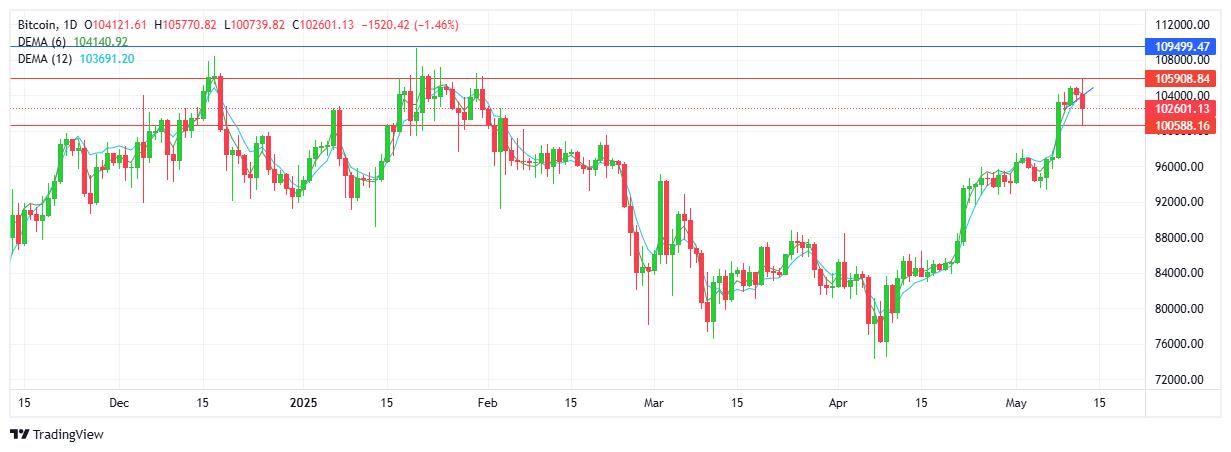 Bitcoin, 1D O104121.61 H105770.82 L100739.82 C102601.13 −1520.42 (−1.46%)
DEMA (6) 104140.92
DEMA (12) 103691.20
112000.00
109499.47
108000.00
105908.84
104000.00
102601.13
100588.16
96000.00
92000.00
88000.00
84000.00
80000.00
76000.00
72000.00
15 Dec 15 2025 15 Feb 15 Mar 15 Apr 15 May 15
TradingView